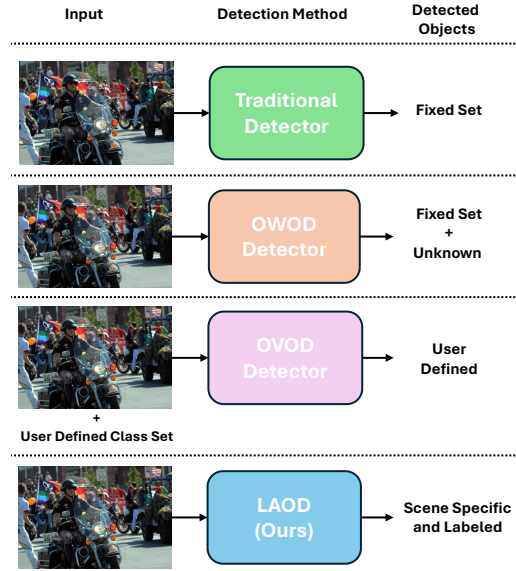 Input
Detection Method
Detected
Objects
Traditional
Detector
Fixed Set
OWOD
Detector
Fixed Set
+
Unknown
OVOD
Detector
User
Defined
+
User Defined Class Set
LAOD
(Ours)
Scene Specific
and Labeled